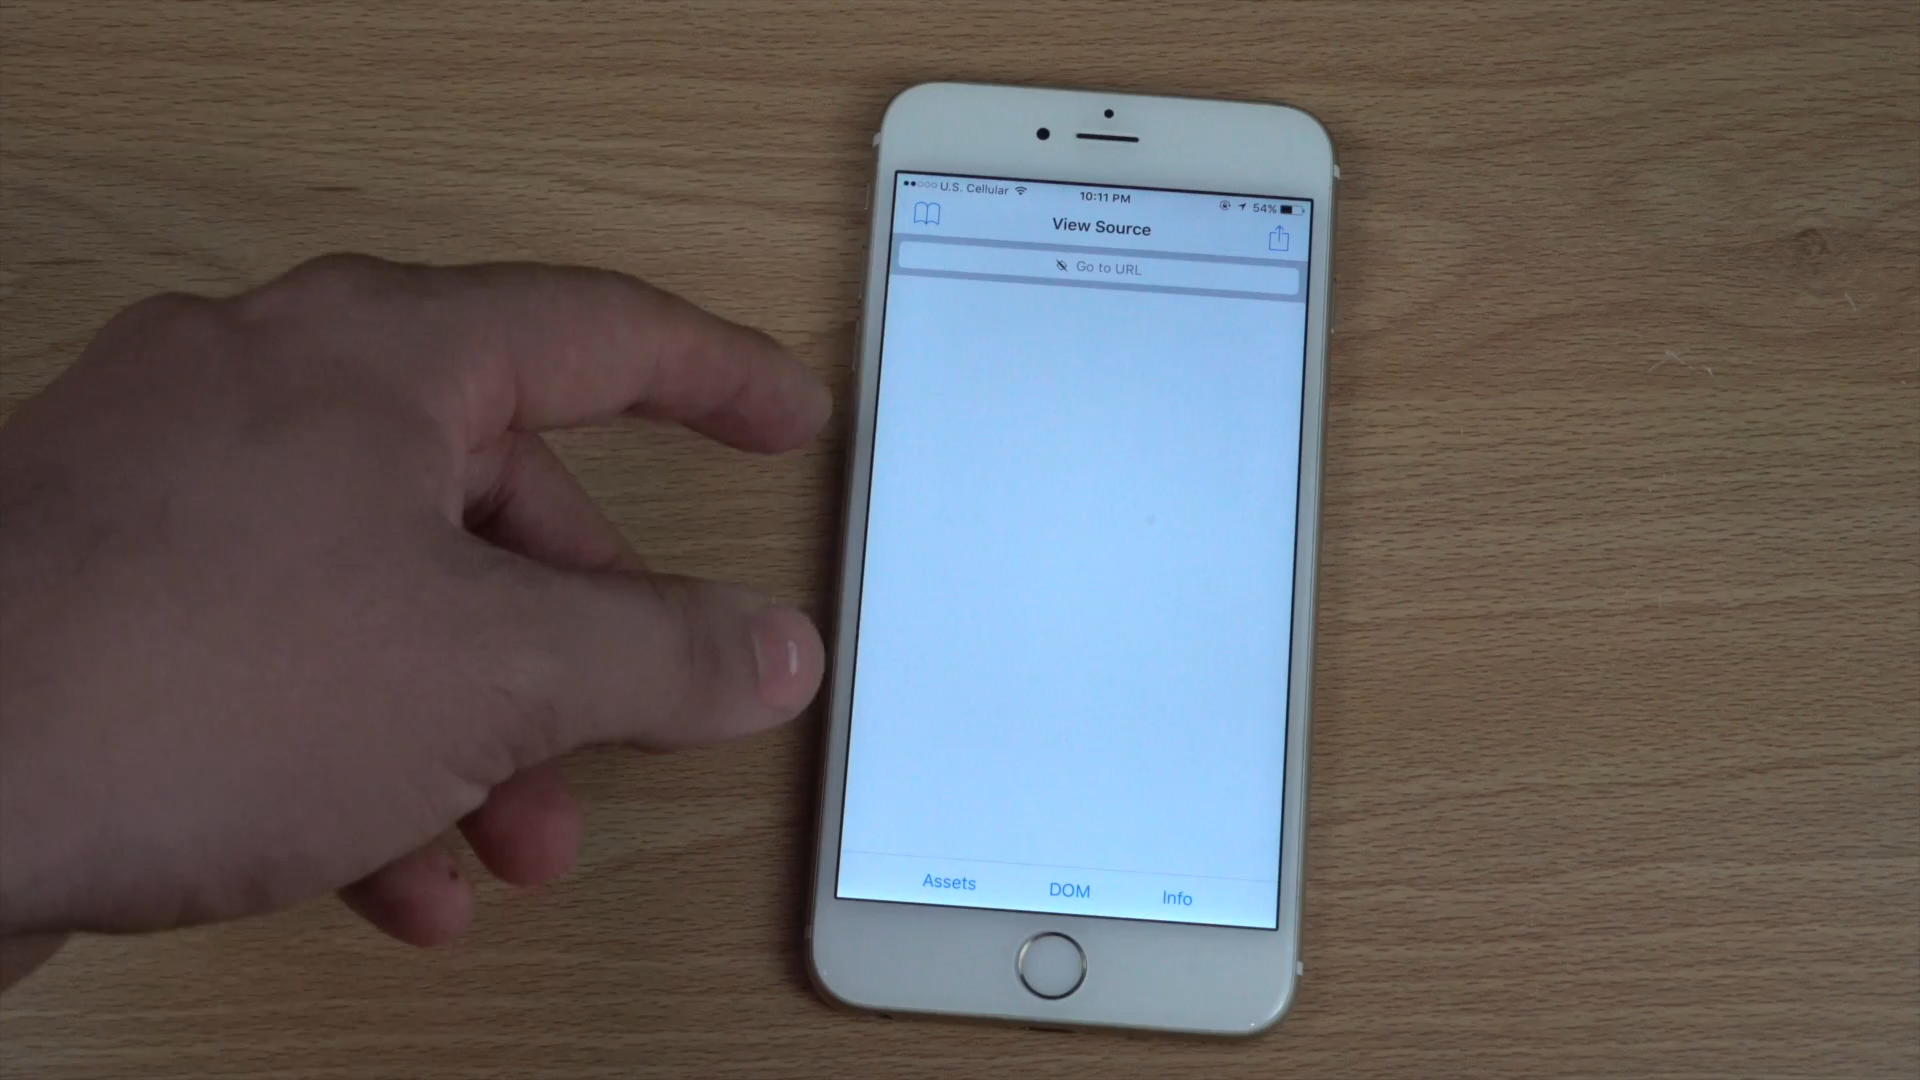 U.S. Cellular 10:11 PM 54%
View Source
Go to URL
Assets DOM Info